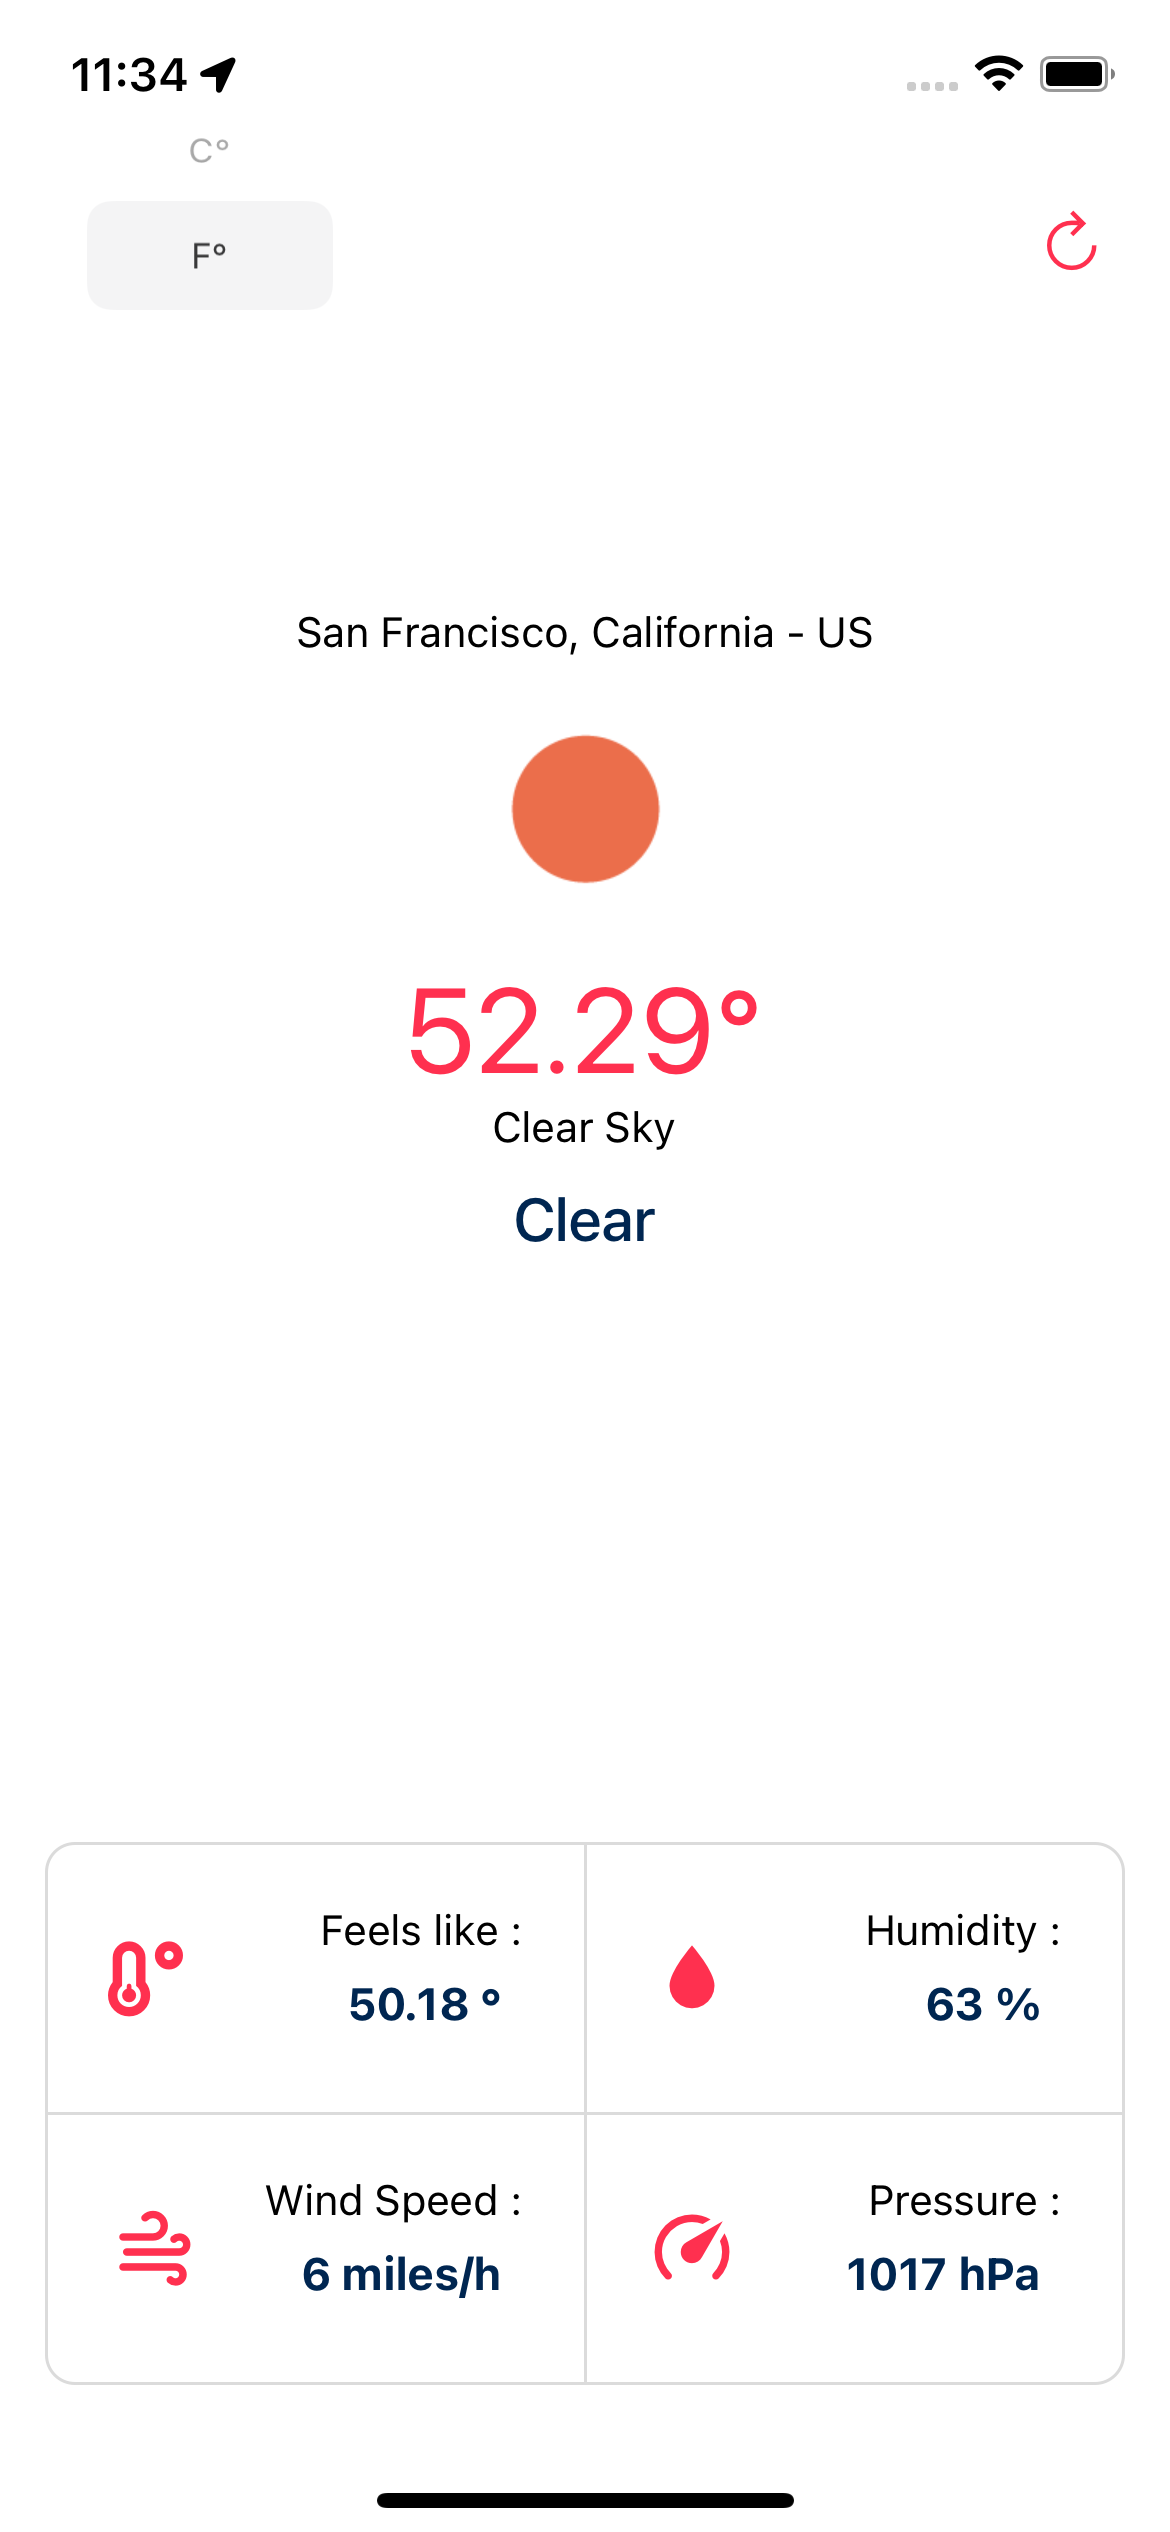 11:34
C°
F°
San Francisco, California - US
52.29°
Clear Sky
Clear
Feels like :
50.18 °
Humidity :
63 %
Wind Speed :
6 miles/h
Pressure :
1017 hPa